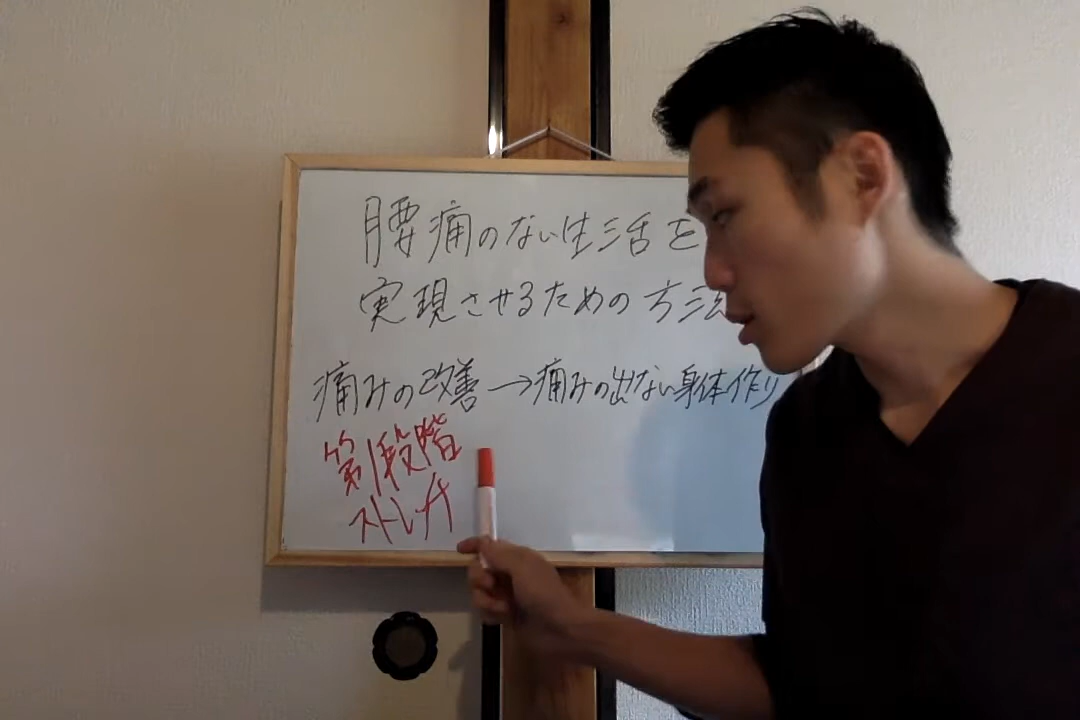 腰痛のない生活を
実現させるための方法
痛みの改善→痛みの出ない身体作り
第1段階
ストレッチ